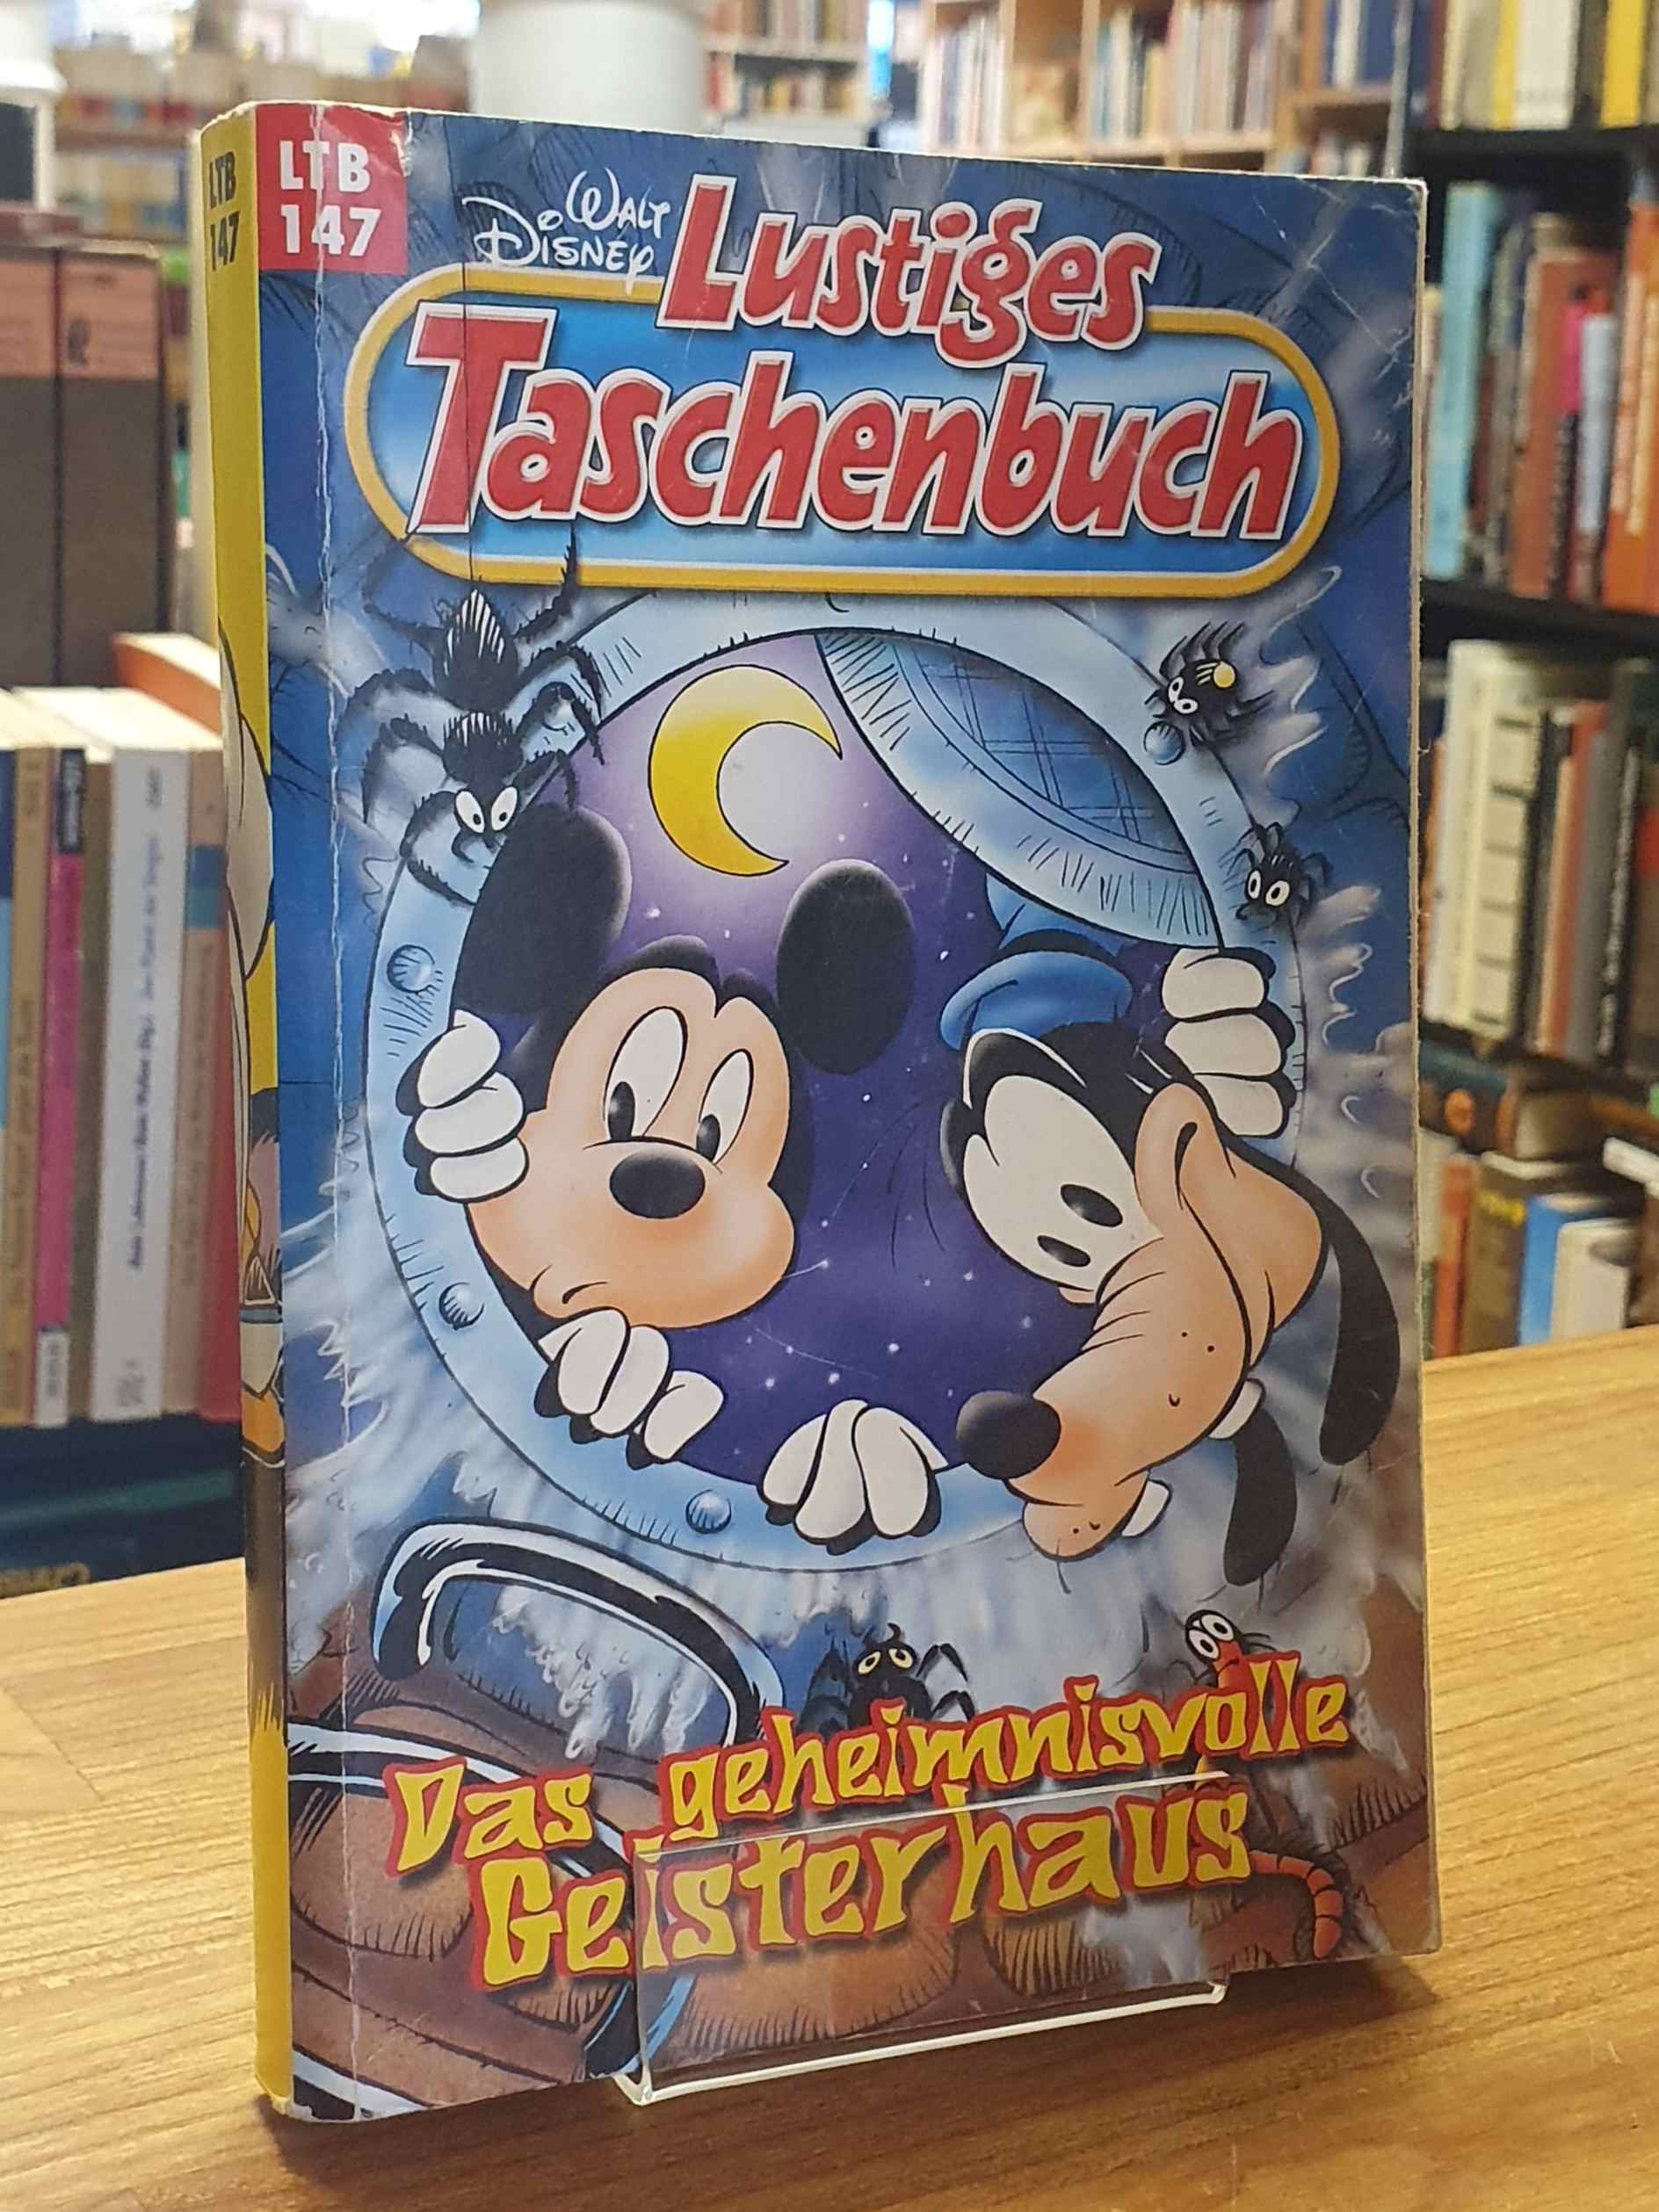 LTB
147
LTB
147
WALT
DISNEY
Lustiges
Taschenbuch
Das geheimnisvolle
Geisterhaus